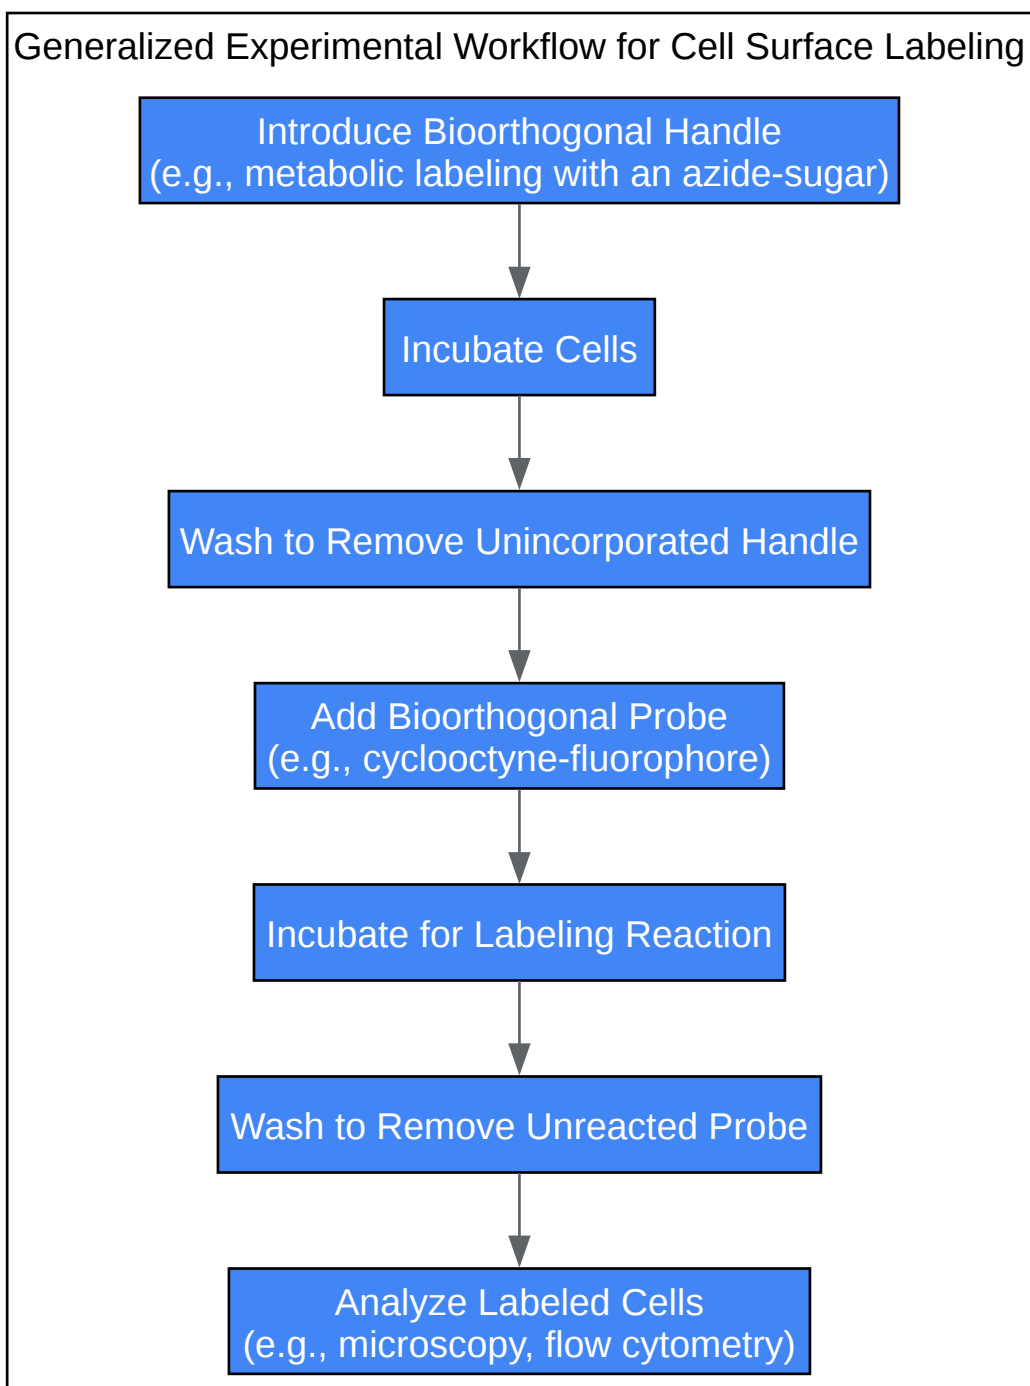 Generalized Experimental Workflow for Cell Surface Labeling
Introduce Bioorthogonal Handle
(e.g., metabolic labeling with an azide-sugar)
Incubate Cells
Wash to Remove Unincorporated Handle
Add Bioorthogonal Probe
(e.g., cyclooctyne-fluorophore)
Incubate for Labeling Reaction
Wash to Remove Unreacted Probe
Analyze Labeled Cells
(e.g., microscopy, flow cytometry)